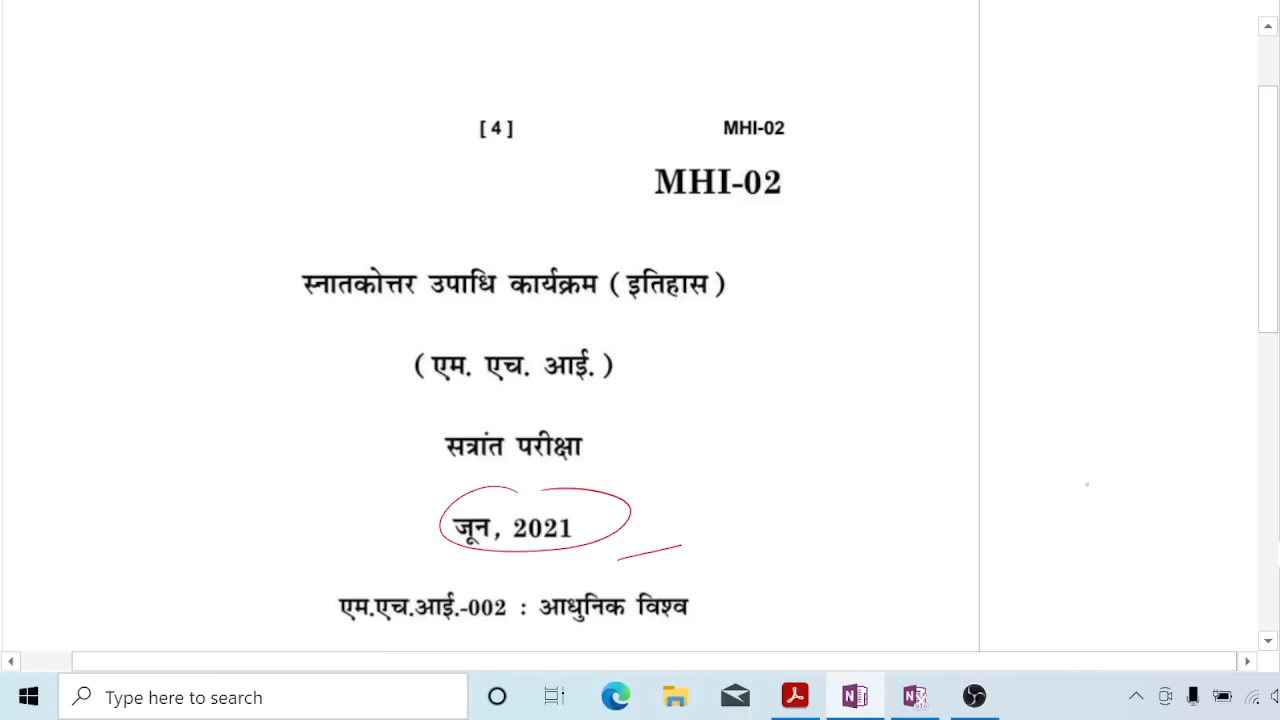 [ 4 ] MHI-02
MHI-02
स्नातकोत्तर उपाधि कार्यक्रम ( इतिहास )
( एम. एच. आई. )
सत्रांत परीक्षा
जून, 2021
एम.एच.आई.-002 : आधुनिक विश्व
Type here to search